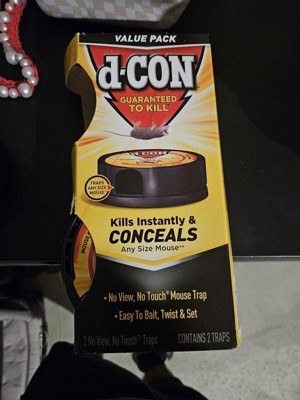 VALUE PACK
d-CON
GUARANTEED
TO KILL
d-CON
TRAPS
ANY SIZE
MOUSE
Kills Instantly &
CONCEALS
Any Size Mouse**
• No View, No Touch® Mouse Trap
• Easy To Bait, Twist & Set
2 No View, No Touch® Traps
CONTAINS 2 TRAPS